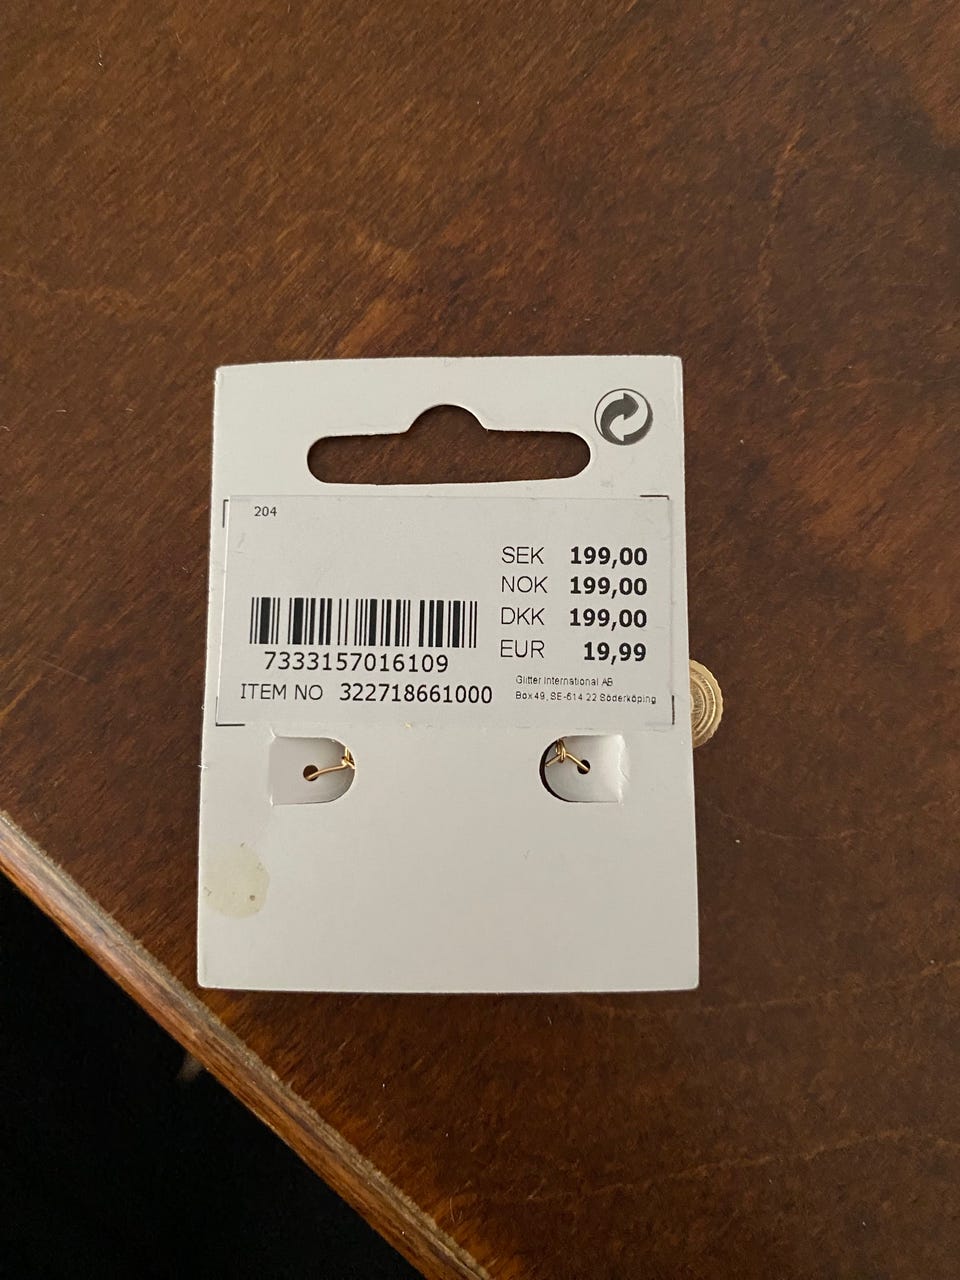 204
SEK 199,00
NOK 199,00
DKK 199,00
EUR 19,99
7333157016109
ITEM NO 322718661000
Glitter International AB
Box 49, SE-614 22 Söderköping